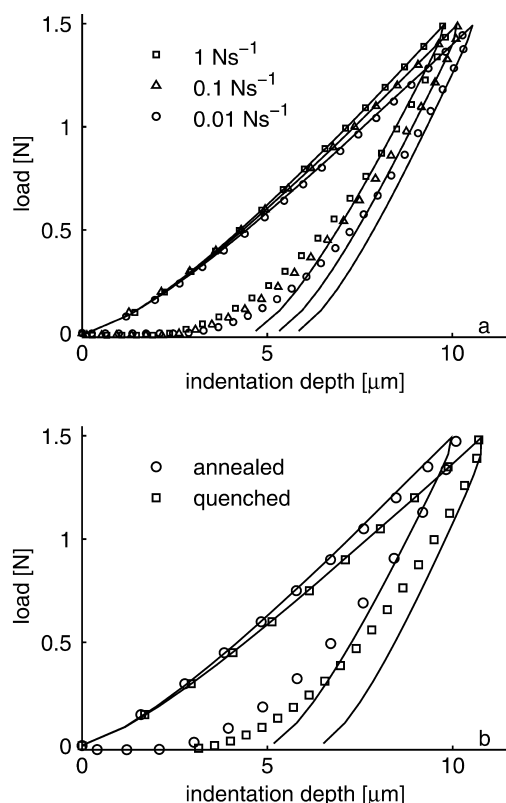 1.5
1 Ns⁻¹
0.1 Ns⁻¹
0.01 Ns⁻¹
1
load [N]
0.5
0
a
0
5
10
indentation depth [μm]
1.5
annealed
quenched
1
load [N]
0.5
0
b
0
5
10
indentation depth [μm]